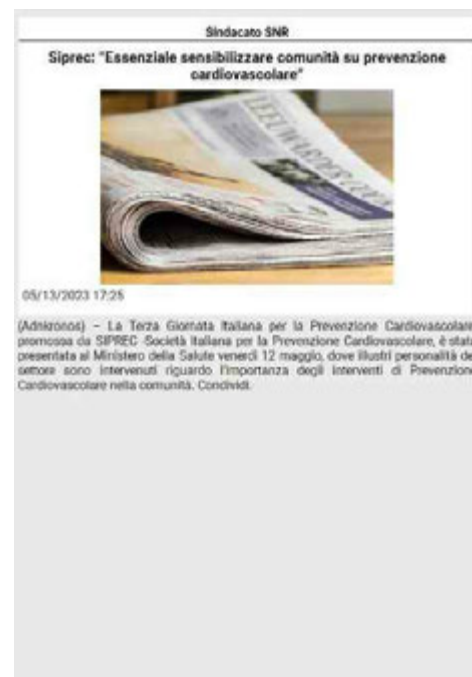 Sindacato SNR
Siprec: "Essenziale sensibilizzare comunità su prevenzione
cardiovascolare"
LEEUWARDER COUR
05/13/2023 17:25
(Adnkronos) – La Terza Giornata Italiana per la Prevenzione Cardiovascolare
promossa da SIPREC -Società Italiana per la Prevenzione Cardiovascolare, è stata
presentata al Ministero della Salute venerdì 12 maggio, dove illustri personalità de
settore sono intervenuti riguardo l'importanza degli interventi di Prevenzione
Cardiovascolare nella comunità. Condividi.